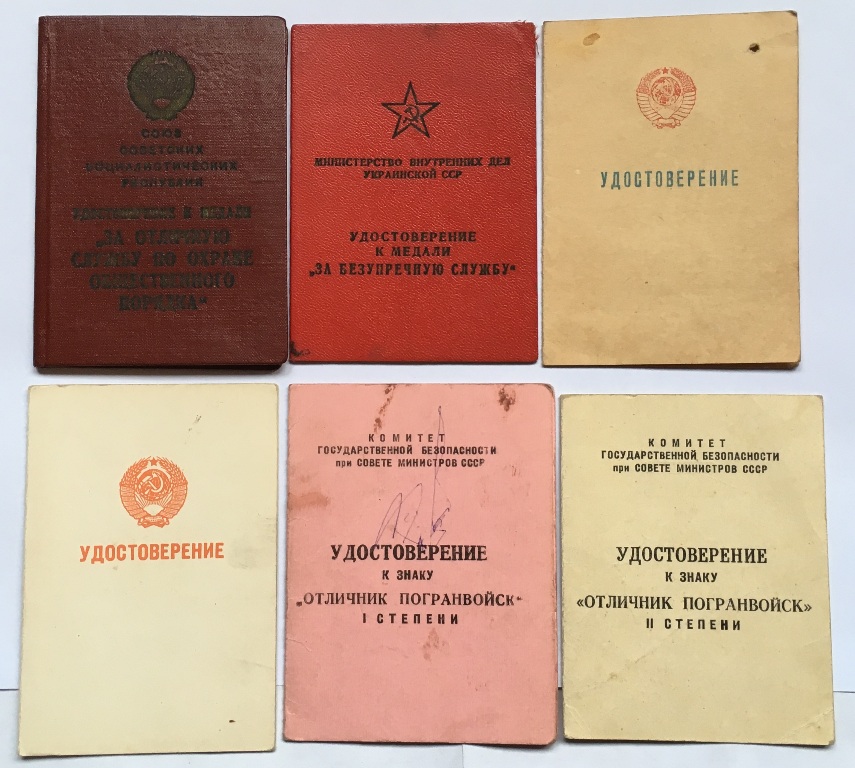 СОЮЗ
СОВЕТСКИХ
СОЦИАЛИСТИЧЕСКИХ
РЕСПУБЛИК
УДОСТОВЕРЕНИЕ К МЕДАЛИ
„ЗА ОТЛИЧНУЮ
СЛУЖБУ ПО ОХРАНЕ
ОБЩЕСТВЕННОГО
ПОРЯДКА“
МИНИСТЕРСТВО ВНУТРЕННИХ ДЕЛ
УКРАИНСКОЙ ССР
УДОСТОВЕРЕНИЕ
К МЕДАЛИ
„ЗА БЕЗУПРЕЧНУЮ СЛУЖБУ“
УДОСТОВЕРЕНИЕ
УДОСТОВЕРЕНИЕ
КОМИТЕТ
ГОСУДАРСТВЕННОЙ БЕЗОПАСНОСТИ
при СОВЕТЕ МИНИСТРОВ СССР
УДОСТОВЕРЕНИЕ
К ЗНАКУ
„ОТЛИЧНИК ПОГРАНВОЙСК“
I СТЕПЕНИ
КОМИТЕТ
ГОСУДАРСТВЕННОЙ БЕЗОПАСНОСТИ
при СОВЕТЕ МИНИСТРОВ СССР
УДОСТОВЕРЕНИЕ
К ЗНАКУ
«ОТЛИЧНИК ПОГРАНВОЙСК»
II СТЕПЕНИ